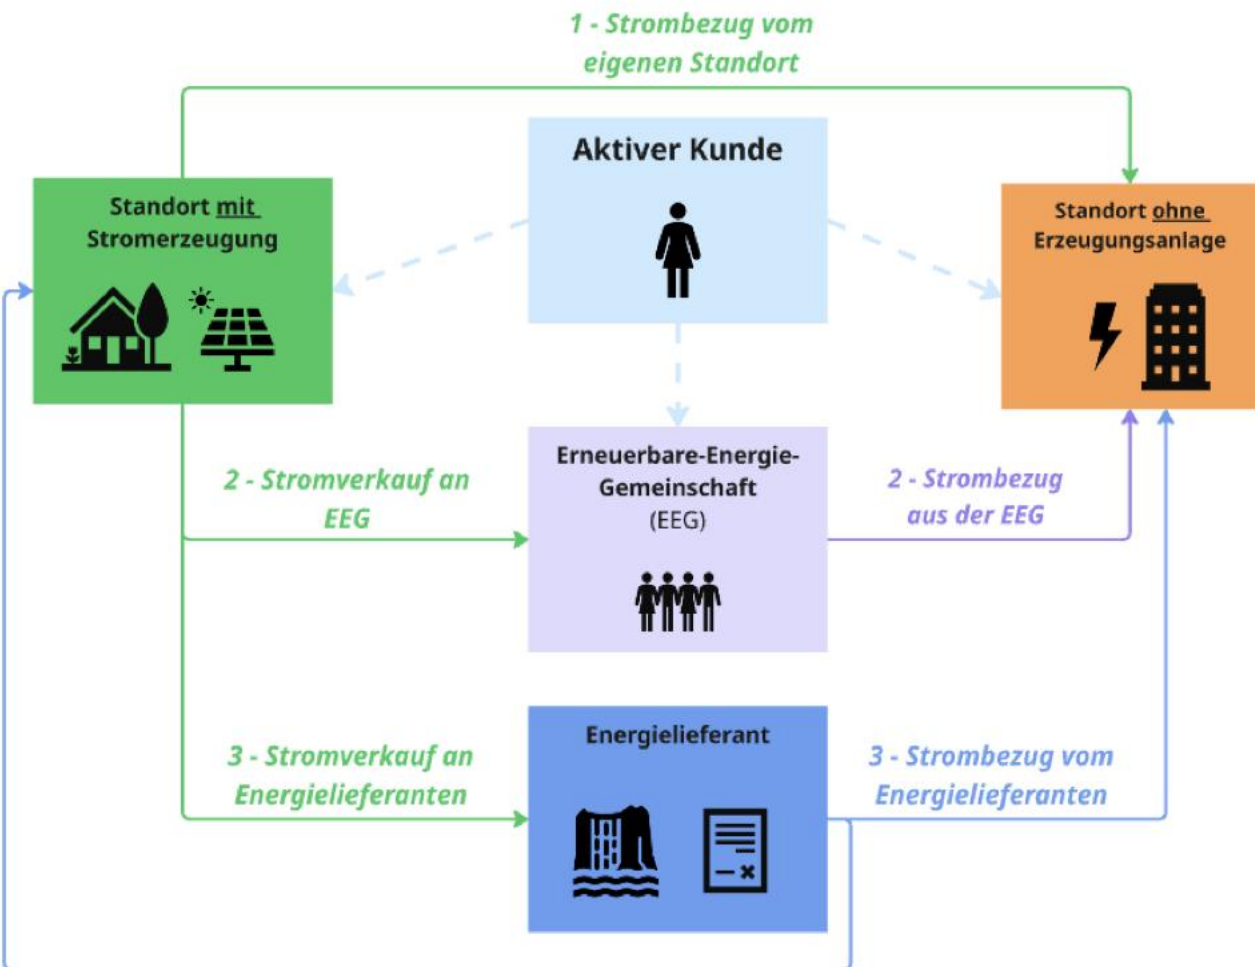 1 - Strombezug vom
eigenen Standort
Aktiver Kunde
Standort mit
Stromerzeugung
Standort ohne
Erzeugungsanlage
Erneuerbare-Energie-
Gemeinschaft
(EEG)
2 - Stromverkauf an
EEG
2 - Strombezug
aus der EEG
Energielieferant
3 - Stromverkauf an
Energielieferanten
3 - Strombezug vom
Energielieferanten